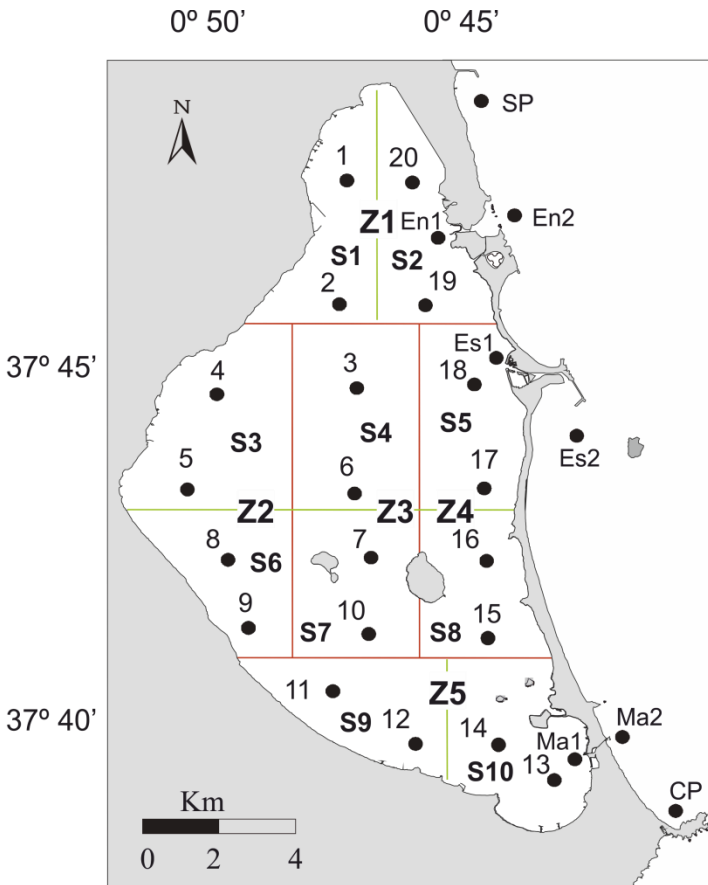 0º 50’ 0º 45’
SP
N
1 20
En1 En2
Z1
S1 S2
2 19
Es1
37º 45’
3 18
4
S4 S5
S3
Es2
5 6 17
Z2 Z3 Z4
8 7 16
S6
9 10 15
S7 S8
11 Z5
37º 40’
S9 12 14 Ma1 Ma2
S10 13
CP
Km
0 2 4